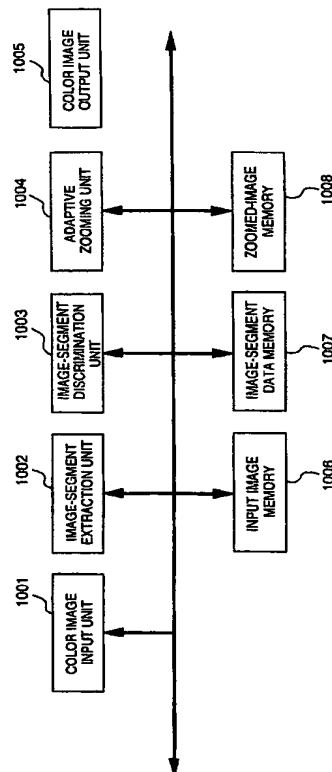 1001
COLOR IMAGE
INPUT UNIT
1002
IMAGE-SEGMENT
EXTRACTION UNIT
1003
IMAGE-SEGMENT
DISCRIMINATION
UNIT
1004
ADAPTIVE
ZOOMING UNIT
1005
COLOR IMAGE
OUTPUT UNIT
INPUT IMAGE
MEMORY
1006
IMAGE-SEGMENT
DATA MEMORY
1007
ZOOMED-IMAGE
MEMORY
1008